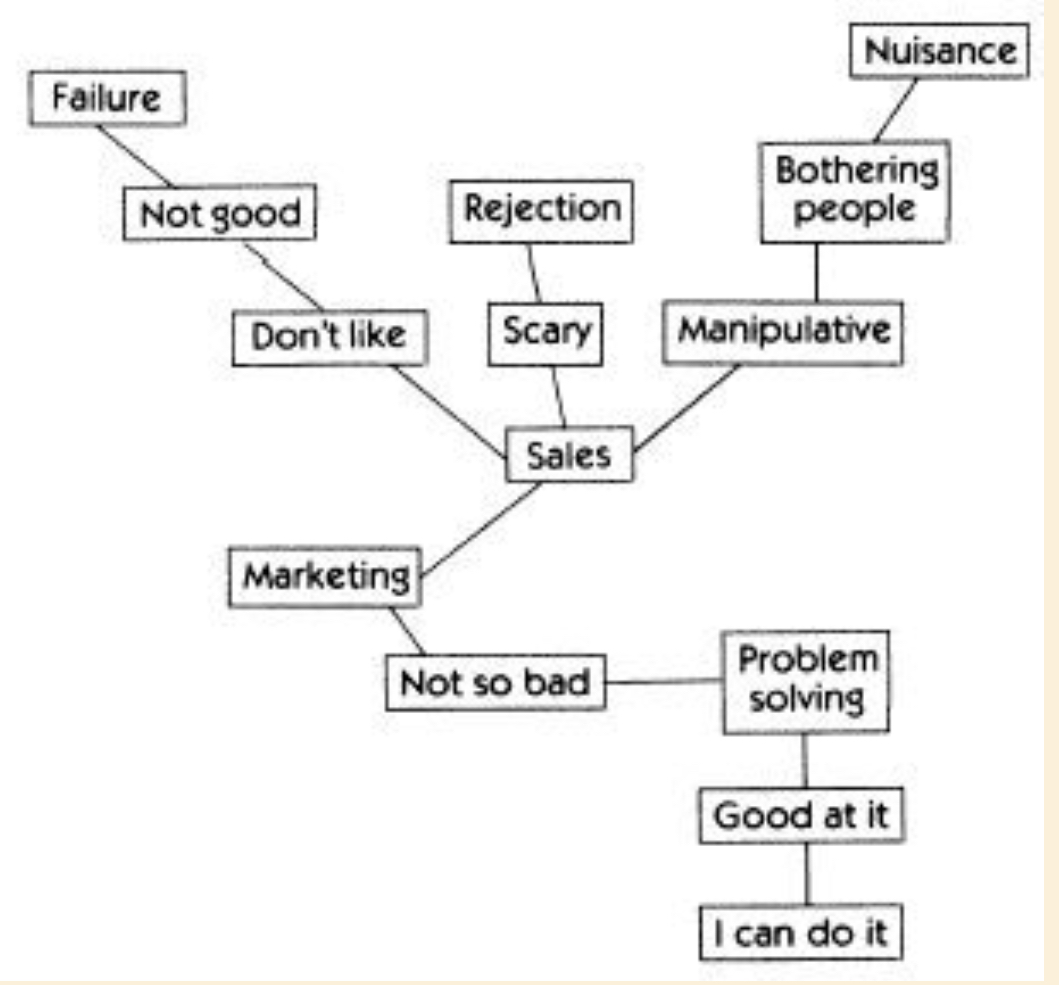 Nuisance
Failure
Bothering
people
Rejection
Not good
Scary
Manipulative
Don't like
Sales
Marketing
Not so bad
Problem
solving
Good at it
I can do it